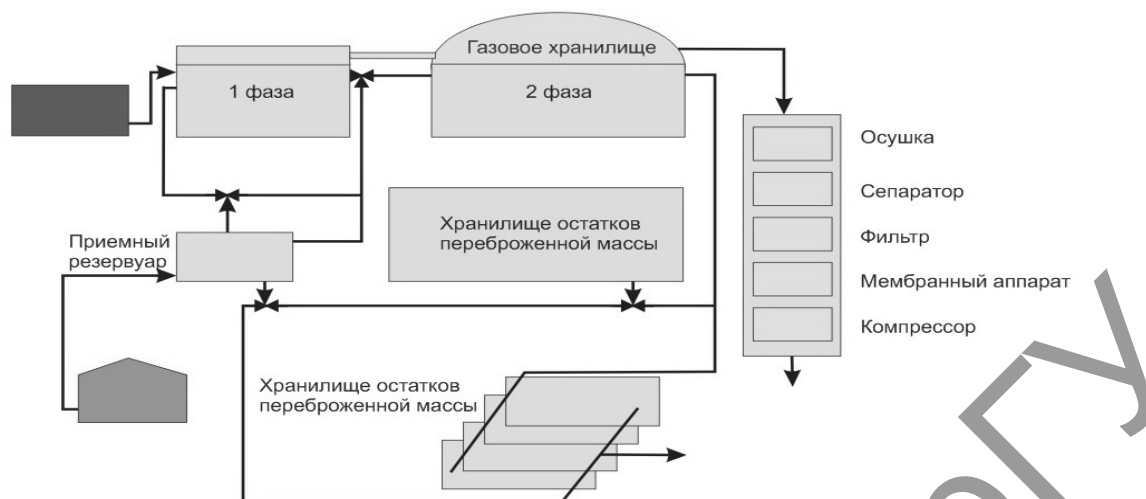 Газовое хранилище
1 фаза
2 фаза
Осушка
Сепаратор
Фильтр
Мембранный аппарат
Компрессор
Хранилище остатков
переброженной массы
Приемный
резервуар
Хранилище остатков
переброженной массы